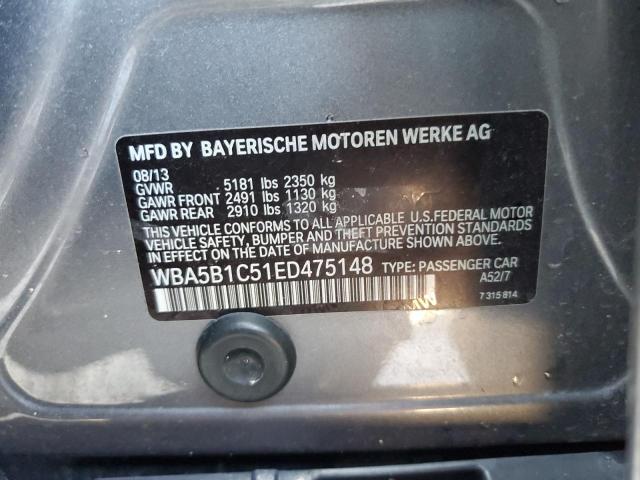 MFD BY BAYERISCHE MOTOREN WERKE AG
08/13
GVWR 5181 lbs 2350 kg
GAWR FRONT 2491 lbs 1130 kg
GAWR REAR 2910 lbs 1320 kg
THIS VEHICLE CONFORMS TO ALL APPLICABLE U.S.FEDERAL MOTOR
VEHICLE SAFETY, BUMPER AND THEFT PREVENTION STANDARDS
IN EFFECT ON THE DATE OF MANUFACTURE SHOWN ABOVE.
WBA5B1C51ED475148 TYPE: PASSENGER CAR
A52/7
7 315 814